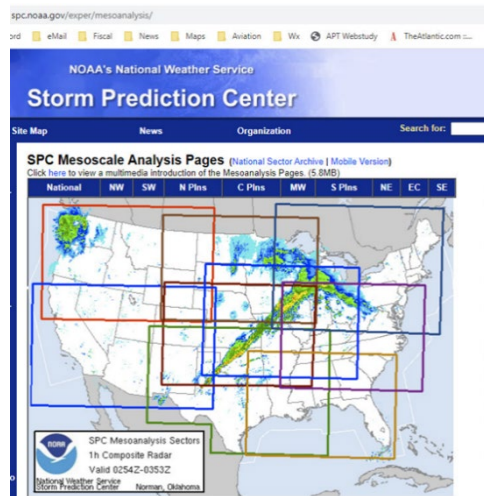 spc.noaa.gov/exper/mesoanalysis/
ord eMail Fiscal News Maps Aviation Wx APT Webstudy TheAtlantic.com ::...
NOAA's National Weather Service
Storm Prediction Center
Site Map News Organization Search for:
SPC Mesoscale Analysis Pages (National Sector Archive | Mobile Version)
Click here to view a multimedia introduction of the Mesoanalysis Pages. (5.8MB)
National NW SW N Plns C Plns MW S Plns NE EC SE
NOAA
SPC Mesoanalysis Sectors
1h Composite Radar
Valid 0254Z-0353Z
National Weather Service
Storm Prediction Center Norman, Oklahoma